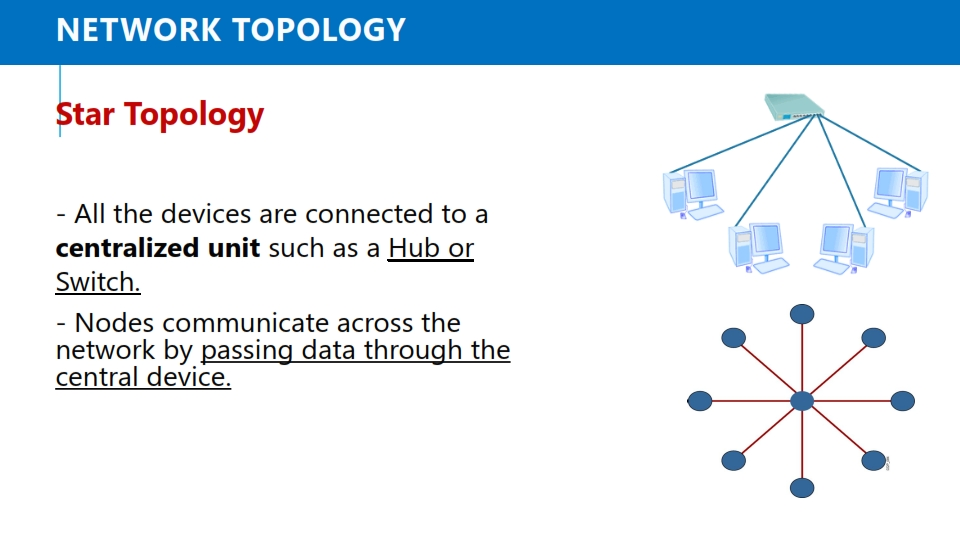 NETWORK TOPOLOGY
Star Topology
- All the devices are connected to a
centralized unit such as a Hub or
Switch.
- Nodes communicate across the
network by passing data through the
central device.